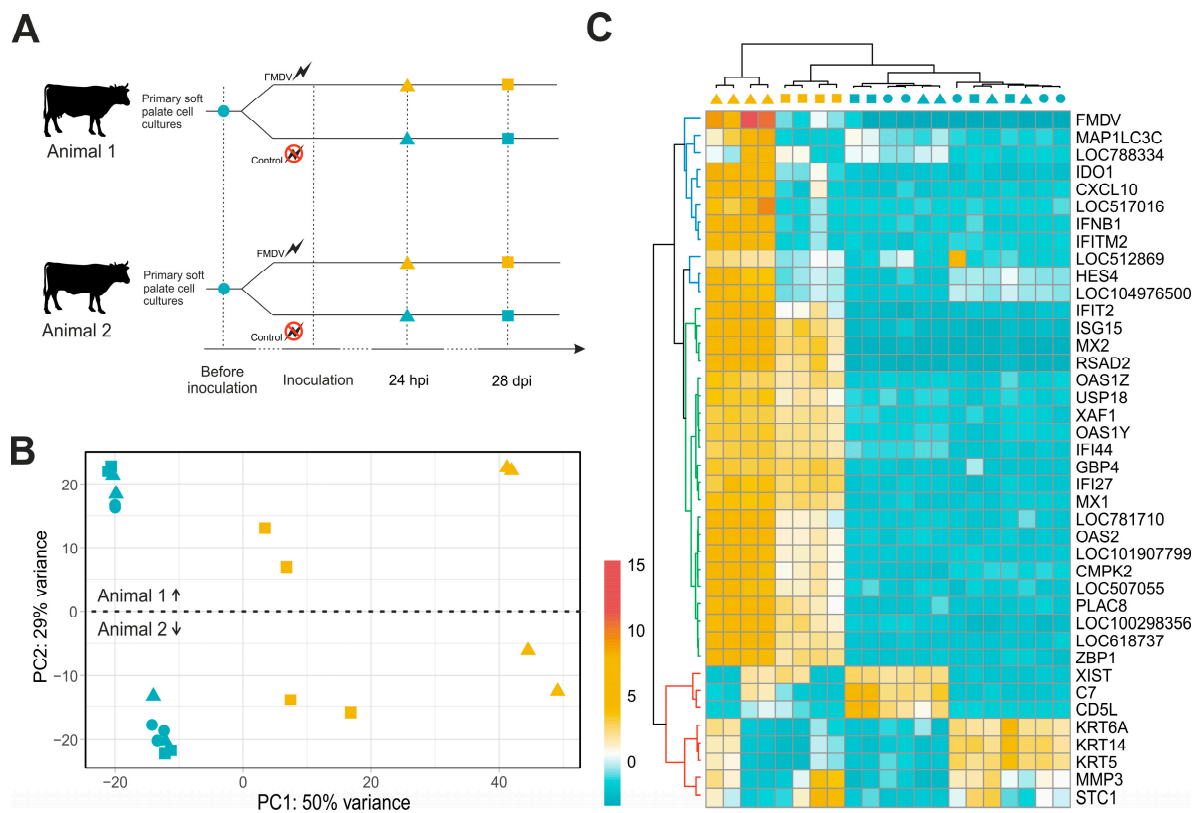 A
FMDV
Primary soft
palate cell
cultures
Control
Animal 1
FMDV
Primary soft
palate cell
cultures
Control
Animal 2
Before
inoculation
Inoculation
24 hpi
28 dpi
B
PC2: 29% variance
20
10
0
−10
−20
Animal 1 ↑
Animal 2 ↓
−20
0
20
40
PC1: 50% variance
15
10
5
0
C
FMDV
MAP1LC3C
LOC788334
IDO1
CXCL10
LOC517016
IFNB1
IFITM2
LOC512869
HES4
LOC104976500
IFIT2
ISG15
MX2
RSAD2
OAS1Z
USP18
XAF1
OAS1Y
IFI44
GBP4
IFI27
MX1
LOC781710
OAS2
LOC101907799
CMPK2
LOC507055
PLAC8
LOC100298356
LOC618737
ZBP1
XIST
C7
CD5L
KRT6A
KRT14
KRT5
MMP3
STC1